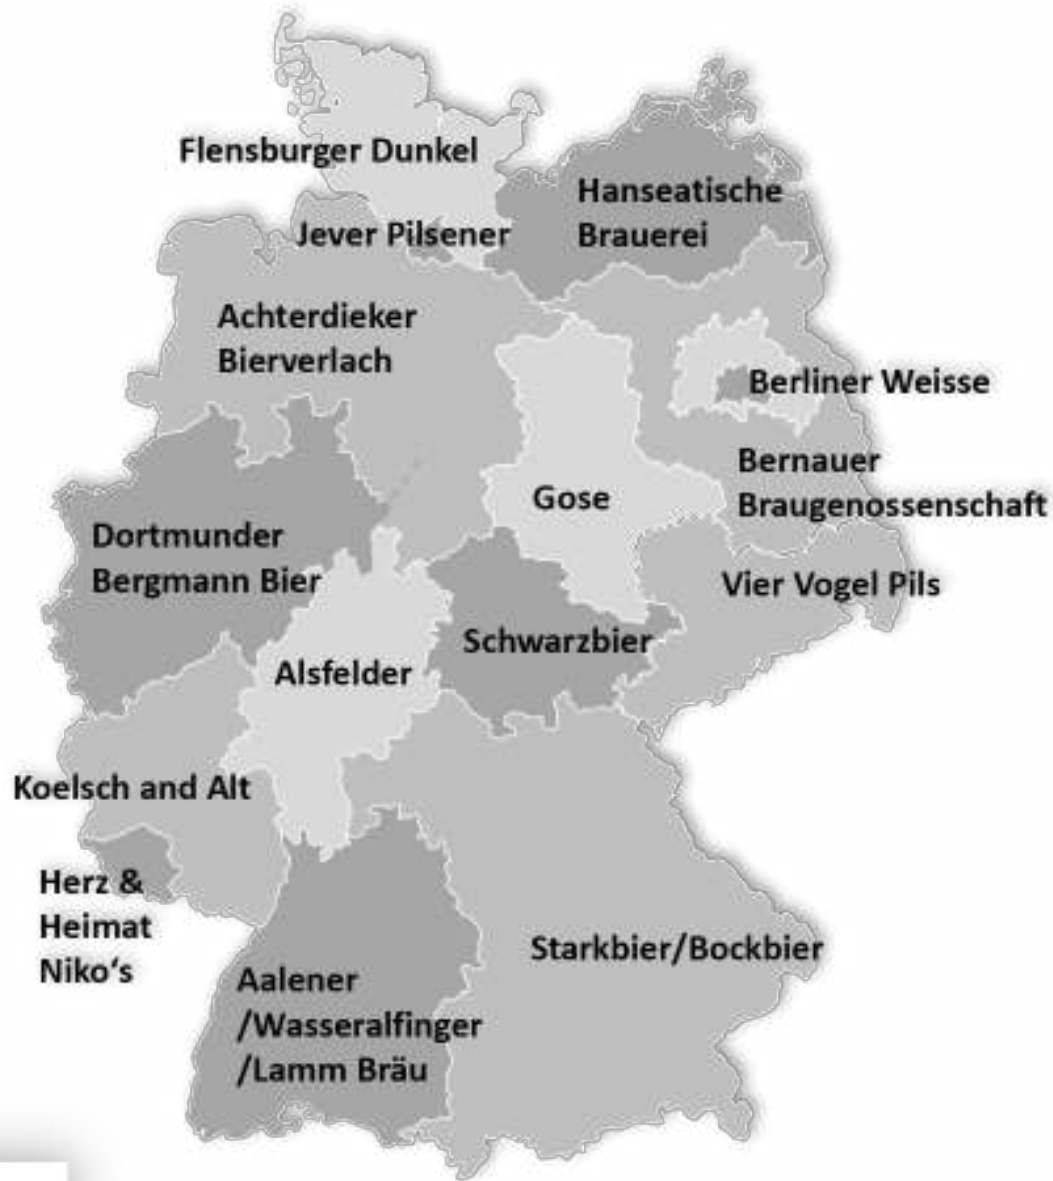 Flensburger Dunkel
Hanseatische
Brauerei
Jever Pilsener
Achterdieker
Bierverlach
Berliner Weisse
Bernauer
Braugenossenschaft
Gose
Dortmunder
Bergmann Bier
Vier Vogel Pils
Schwarzbier
Alsfelder
Koelsch and Alt
Herz &
Heimat
Niko‘s
Starkbier/Bockbier
Aalener
/Wasseralfinger
/Lamm Bräu